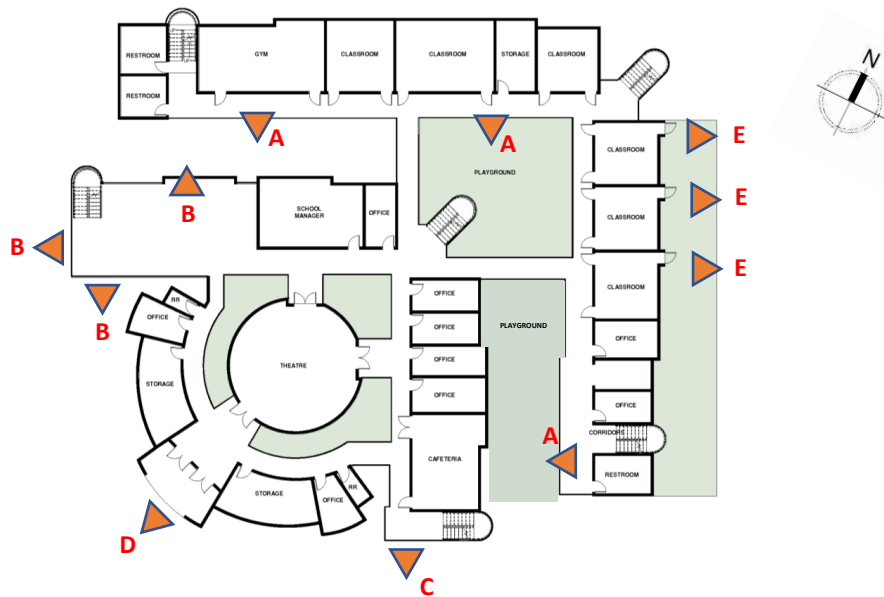 N
RESTROOM
GYM
CLASSROOM
CLASSROOM
STORAGE
CLASSROOM
RESTROOM
A
A
E
CLASSROOM
PLAYGROUND
E
B
SCHOOL
MANAGER
OFFICE
CLASSROOM
B
E
B
RR
OFFICE
OFFICE
CLASSROOM
OFFICE
PLAYGROUND
OFFICE
THEATRE
OFFICE
STORAGE
OFFICE
OFFICE
A
CORRIDORS
CAFETERIA
RESTROOM
STORAGE
OFFICE
RR
D
C